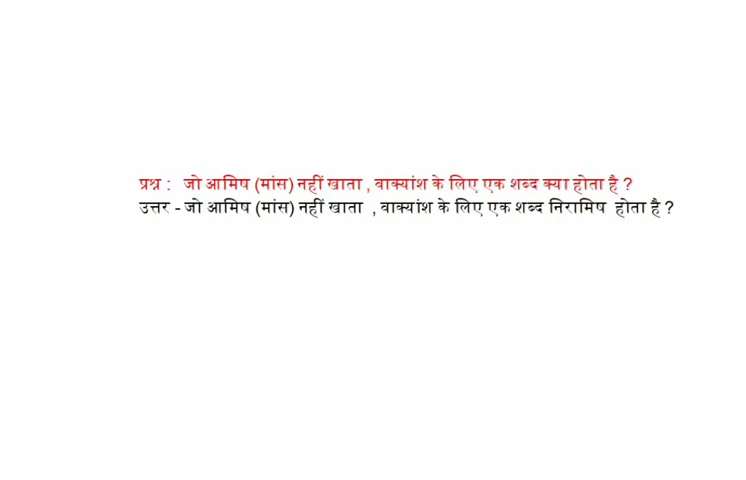 प्रश्न : जो आमिष (मांस) नहीं खाता , वाक्यांश के लिए एक शब्द क्या होता है ?
उत्तर - जो आमिष (मांस) नहीं खाता , वाक्यांश के लिए एक शब्द निरामिष होता है ?